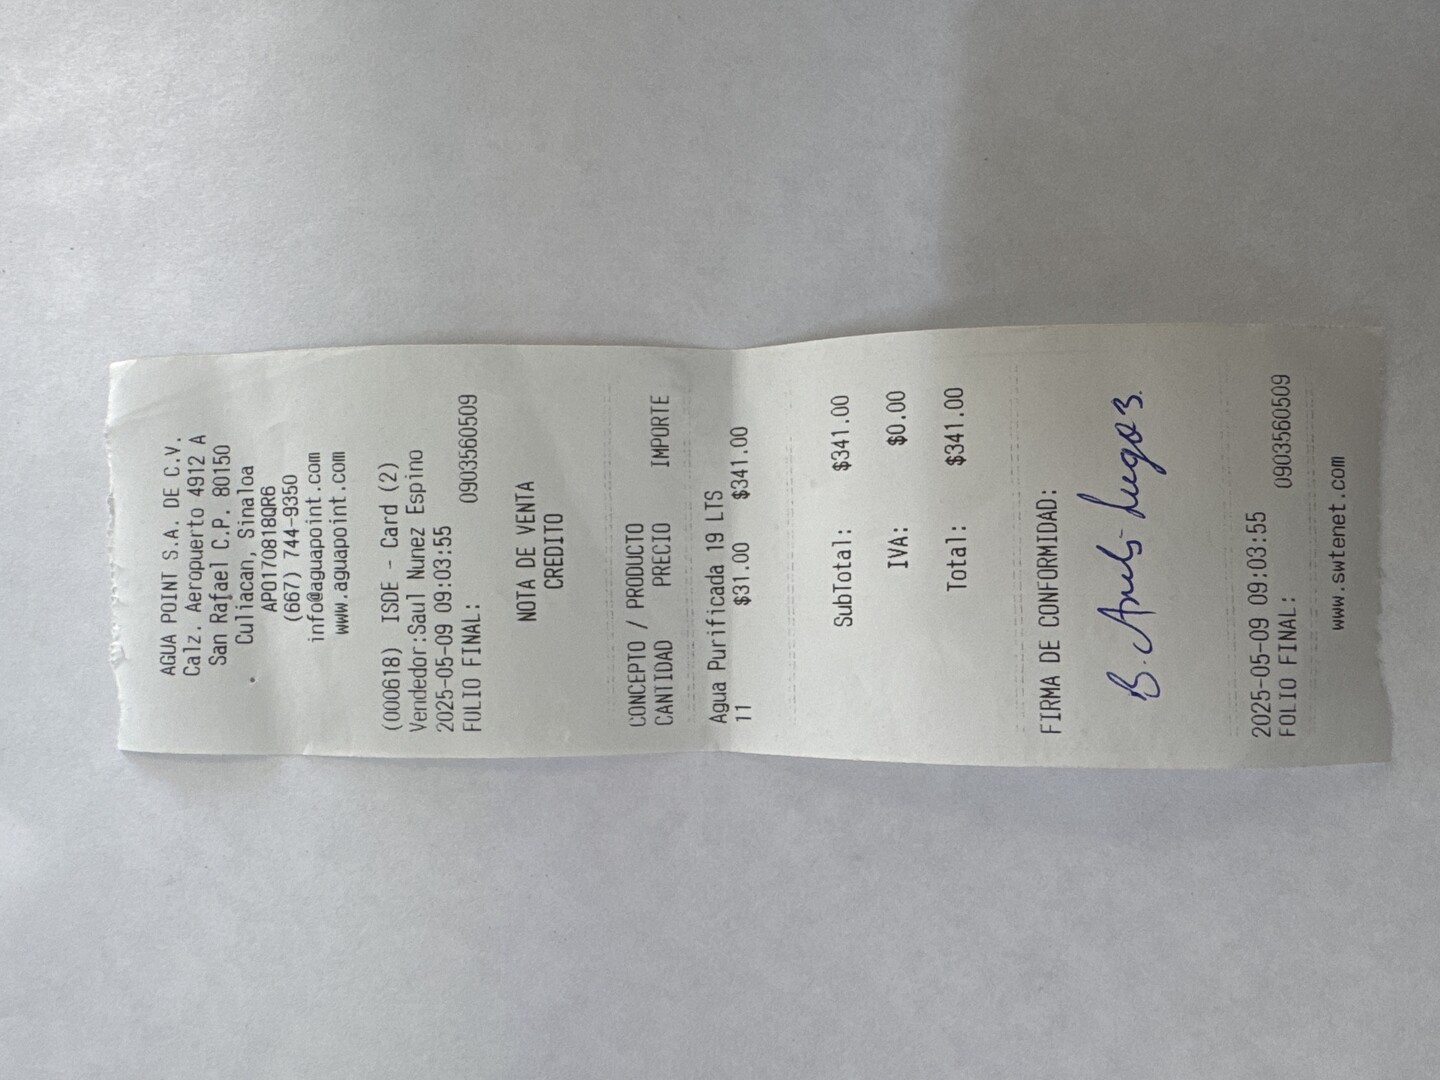 AGUA POINT S.A. DE C.V.
Calz. Aeropuerto 4912 A
San Rafael C.P. 80150
Culiacan, Sinaloa
APO170818QR6
(667) 744-9350
info@aguapoint.com
www.aguapoint.com
(000618) ISDE - Card (2)
Vendedor:Saul Nunez Espino
2025-05-09 09:03:55
FOLIO FINAL: 0903560509
NOTA DE VENTA
CREDITO
CONCEPTO / PRODUCTO
CANTIDAD PRECIO IMPORTE
Agua Purificada 19 LTS
11 $31.00 $341.00
SubTotal: $341.00
IVA: $0.00
Total: $341.00
FIRMA DE CONFORMIDAD:
B. Lugo
2025-05-09 09:03:55
FOLIO FINAL: 0903560509
www.swtenet.com